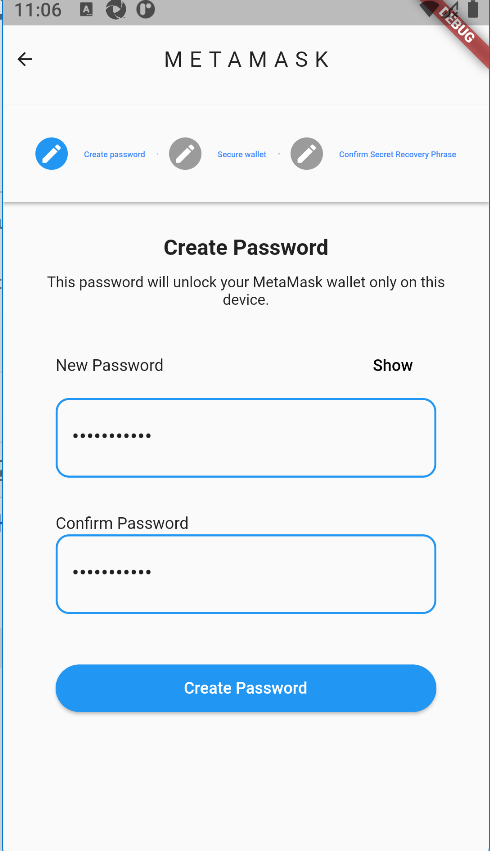 11:06
DEBUG
METAMASK
Create password · Secure wallet · Confirm Secret Recovery Phrase
Create Password
This password will unlock your MetaMask wallet only on this
device.
New Password Show
•••••••••••
Confirm Password
•••••••••••
Create Password